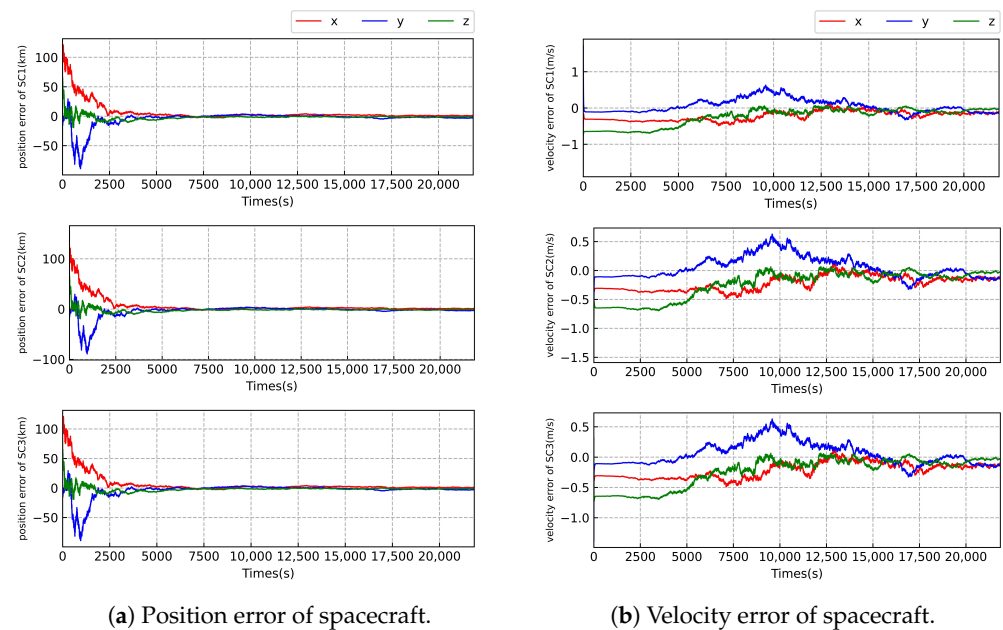 x y z
x y z
position error of SC1(km)
100
50
0
−50
0 2500 5000 7500 10,000 12,500 15,000 17,500 20,000
Times(s)
velocity error of SC1(m/s)
1
0
−1
0 2500 5000 7500 10,000 12,500 15,000 17,500 20,000
Times(s)
position error of SC2(km)
100
0
−100
0 2500 5000 7500 10,000 12,500 15,000 17,500 20,000
Times(s)
velocity error of SC2(m/s)
0.5
0.0
−0.5
−1.0
−1.5
0 2500 5000 7500 10,000 12,500 15,000 17,500 20,000
Times(s)
position error of SC3(km)
100
50
0
−50
0 2500 5000 7500 10,000 12,500 15,000 17,500 20,000
Times(s)
velocity error of SC3(m/s)
0.5
0.0
−0.5
−1.0
0 2500 5000 7500 10,000 12,500 15,000 17,500 20,000
Times(s)
(a) Position error of spacecraft.
(b) Velocity error of spacecraft.